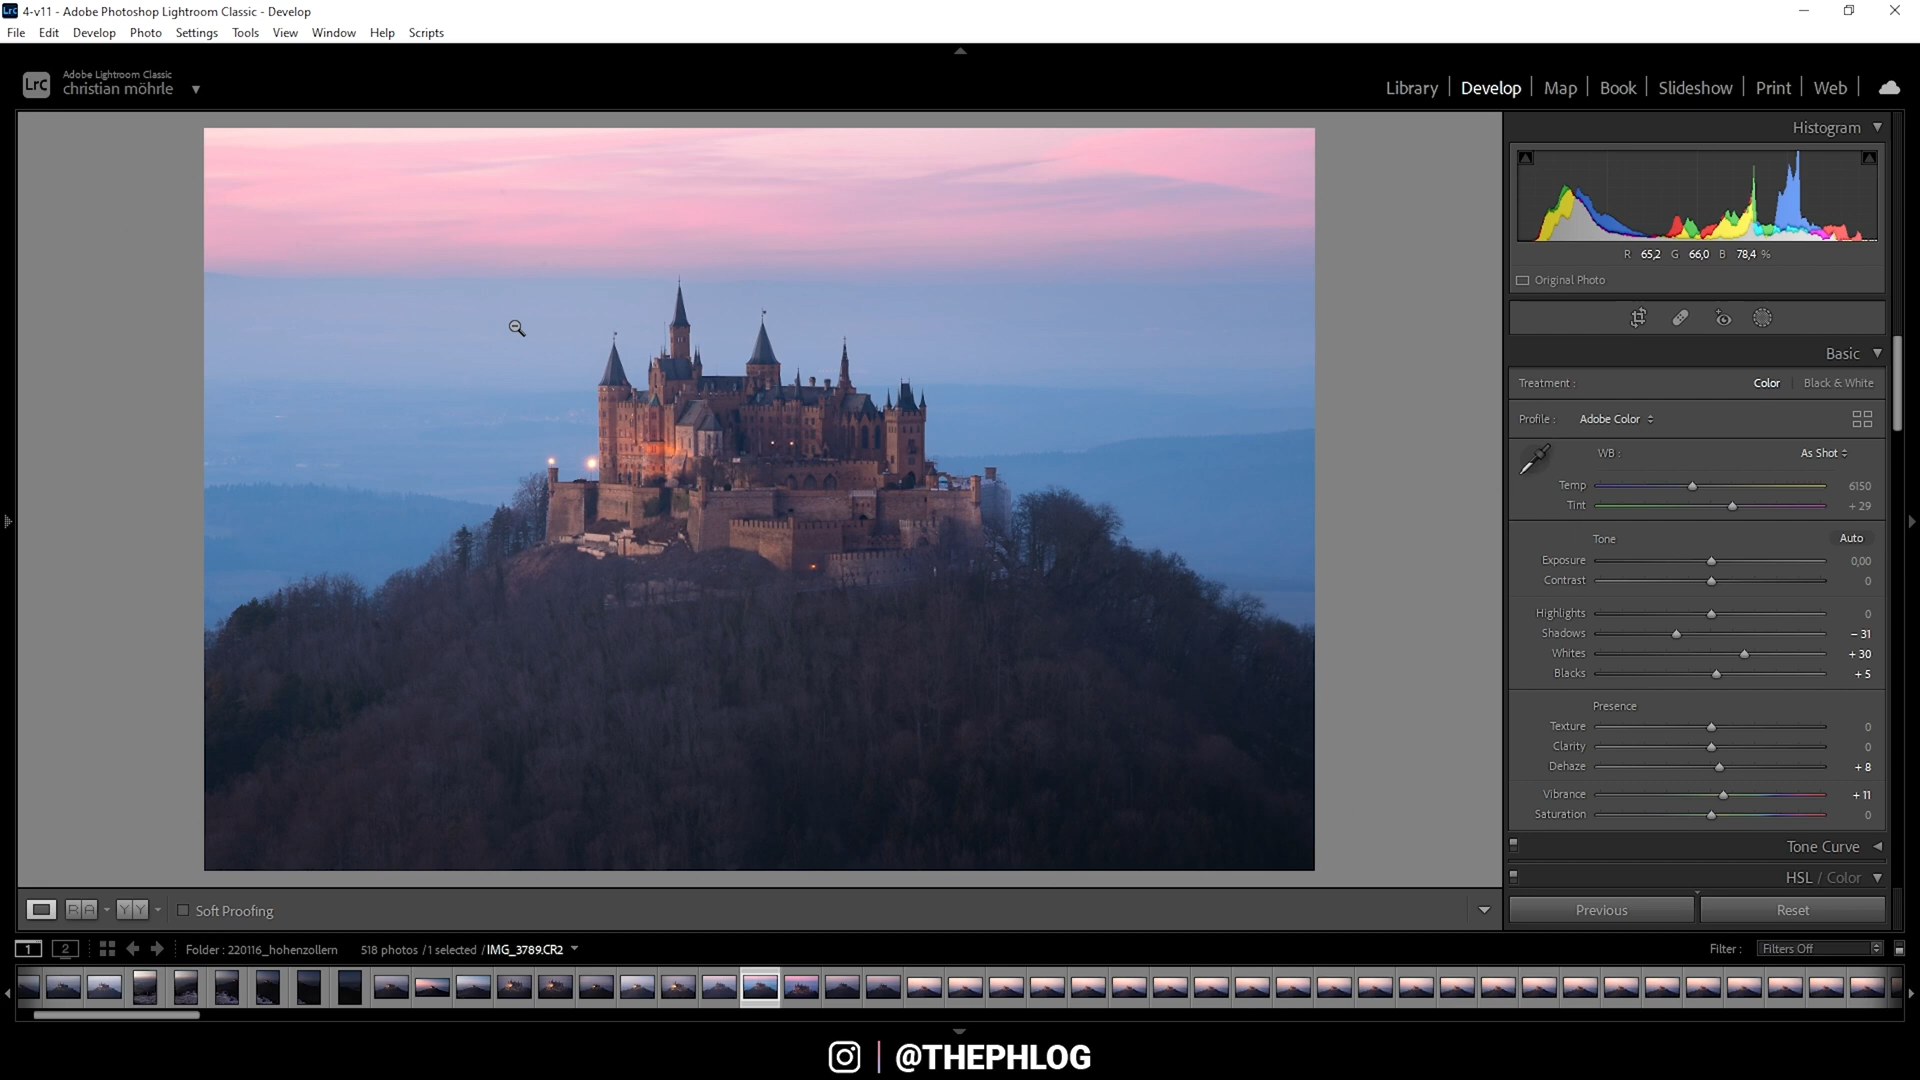 4-v11 - Adobe Photoshop Lightroom Classic - Develop
File Edit Develop Photo Settings Tools View Window Help Scripts
LrC
Adobe Lightroom Classic
christian möhrle
Library Develop Map Book Slideshow Print Web
Histogram
R 65,2 G 66,0 B 78,4 %
Original Photo
Basic
Treatment : Color Black & White
Profile : Adobe Color
WB : As Shot
Temp 6150
Tint + 29
Tone Auto
Exposure 0,00
Contrast 0
Highlights 0
Shadows – 31
Whites + 30
Blacks + 5
Presence
Texture 0
Clarity 0
Dehaze + 8
Vibrance + 11
Saturation 0
Tone Curve
HSL / Color
Previous Reset
R A Y Y Soft Proofing
1 2 Folder : 220116_hohenzollern 518 photos / 1 selected / IMG_3789.CR2 Filter : Filters Off
@THEPHLOG